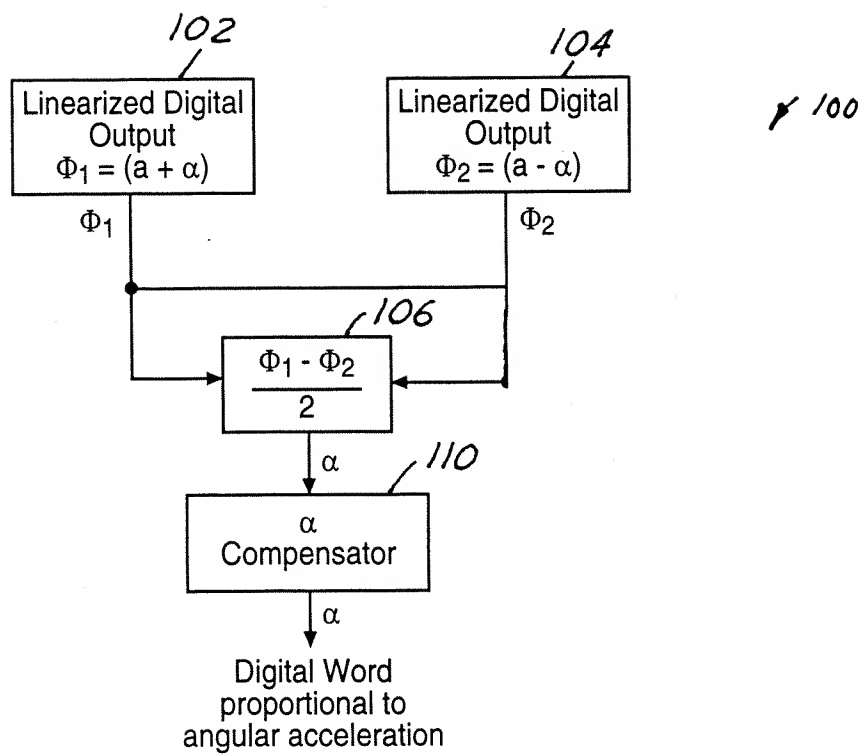 102
104
100
Linearized Digital
Output
Φ1 = (a + α)
Linearized Digital
Output
Φ2 = (a - α)
Φ1
Φ2
106
Φ1 - Φ2
2
α
110
α
Compensator
α
Digital Word
proportional to
angular acceleration